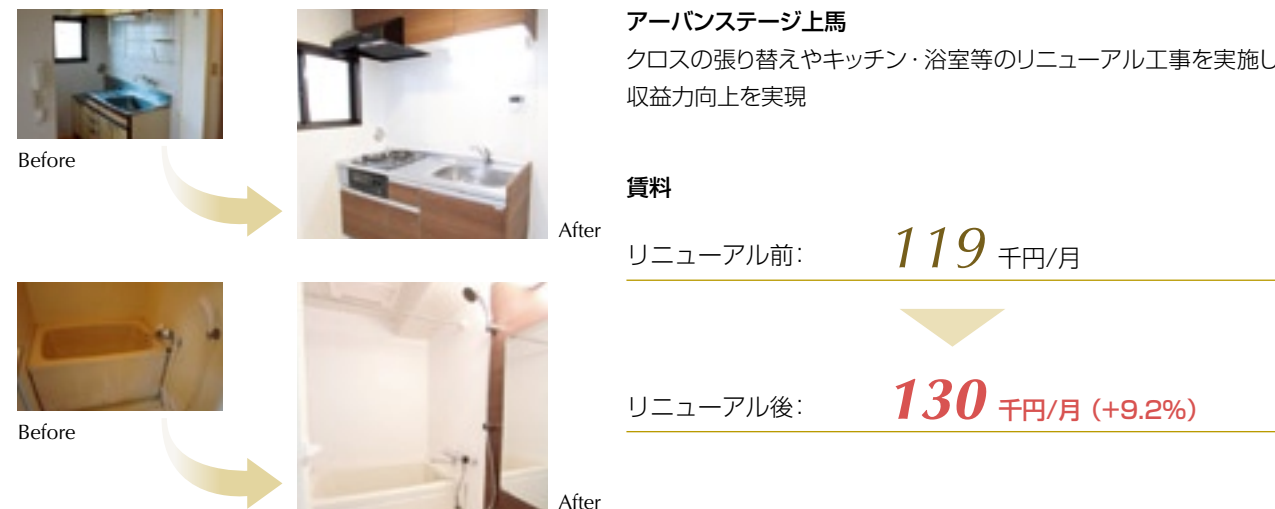 アーバンステージ上馬
クロスの張り替えやキッチン・浴室等のリニューアル工事を実施し
収益力向上を実現
Before
After
賃料
リニューアル前： 119 千円/月
リニューアル後： 130 千円/月 (+9.2%)
Before
After